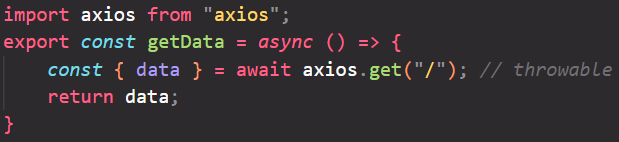 import axios from "axios";
export const getData = async () => {
    const { data } = await axios.get("/"); // throwable
    return data;
}